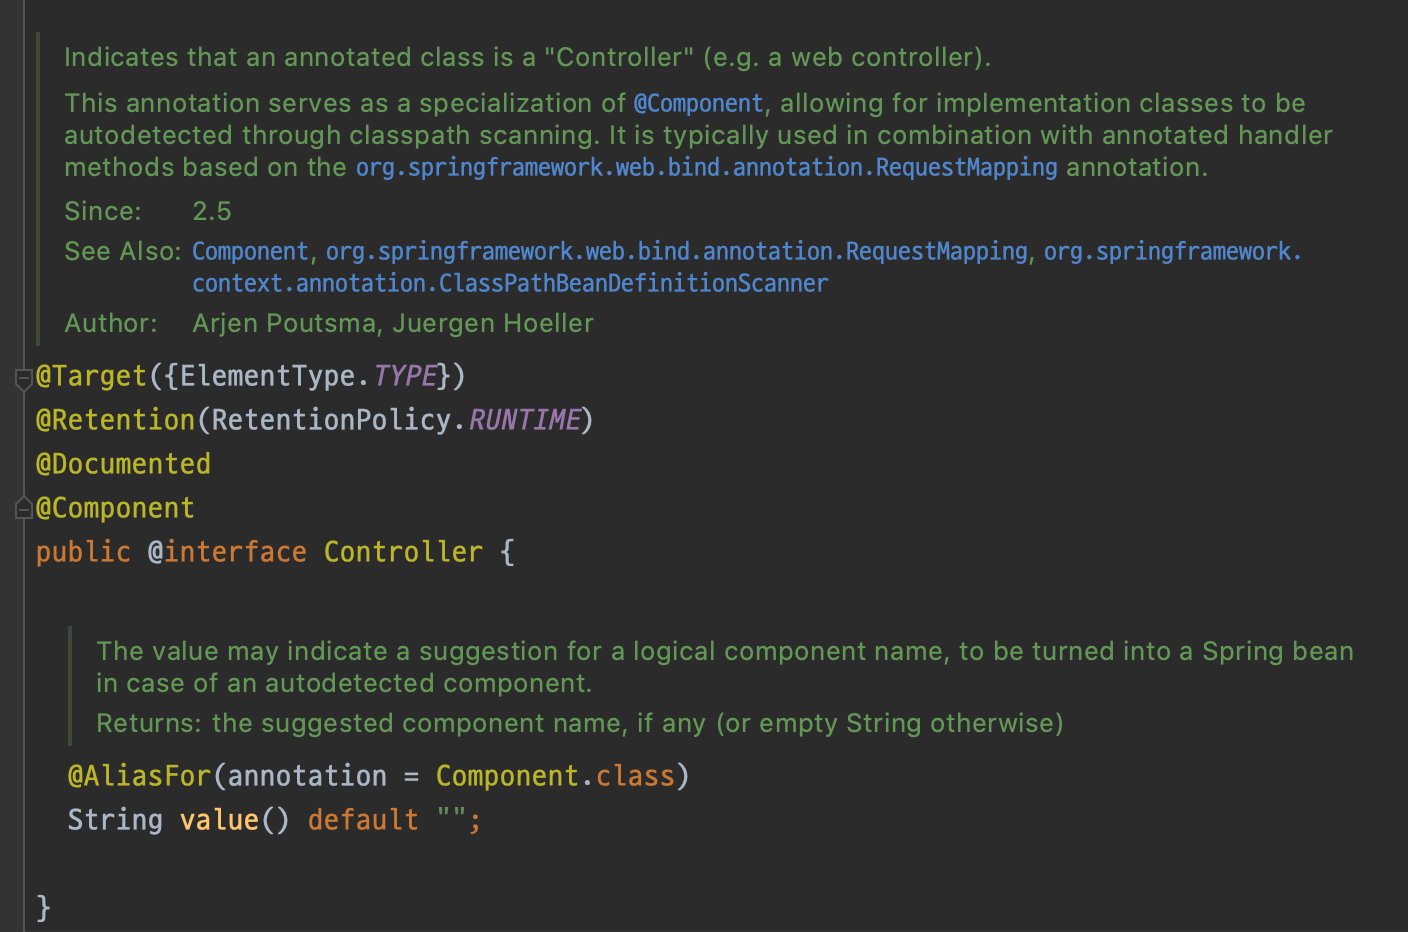 Indicates that an annotated class is a "Controller" (e.g. a web controller).
This annotation serves as a specialization of @Component, allowing for implementation classes to be
autodetected through classpath scanning. It is typically used in combination with annotated handler
methods based on the org.springframework.web.bind.annotation.RequestMapping annotation.
Since: 2.5
See Also: Component, org.springframework.web.bind.annotation.RequestMapping, org.springframework.
context.annotation.ClassPathBeanDefinitionScanner
Author: Arjen Poutsma, Juergen Hoeller
@Target({ElementType.TYPE})
@Retention(RetentionPolicy.RUNTIME)
@Documented
@Component
public @interface Controller {
The value may indicate a suggestion for a logical component name, to be turned into a Spring bean
in case of an autodetected component.
Returns: the suggested component name, if any (or empty String otherwise)
@AliasFor(annotation = Component.class)
String value() default "";
}